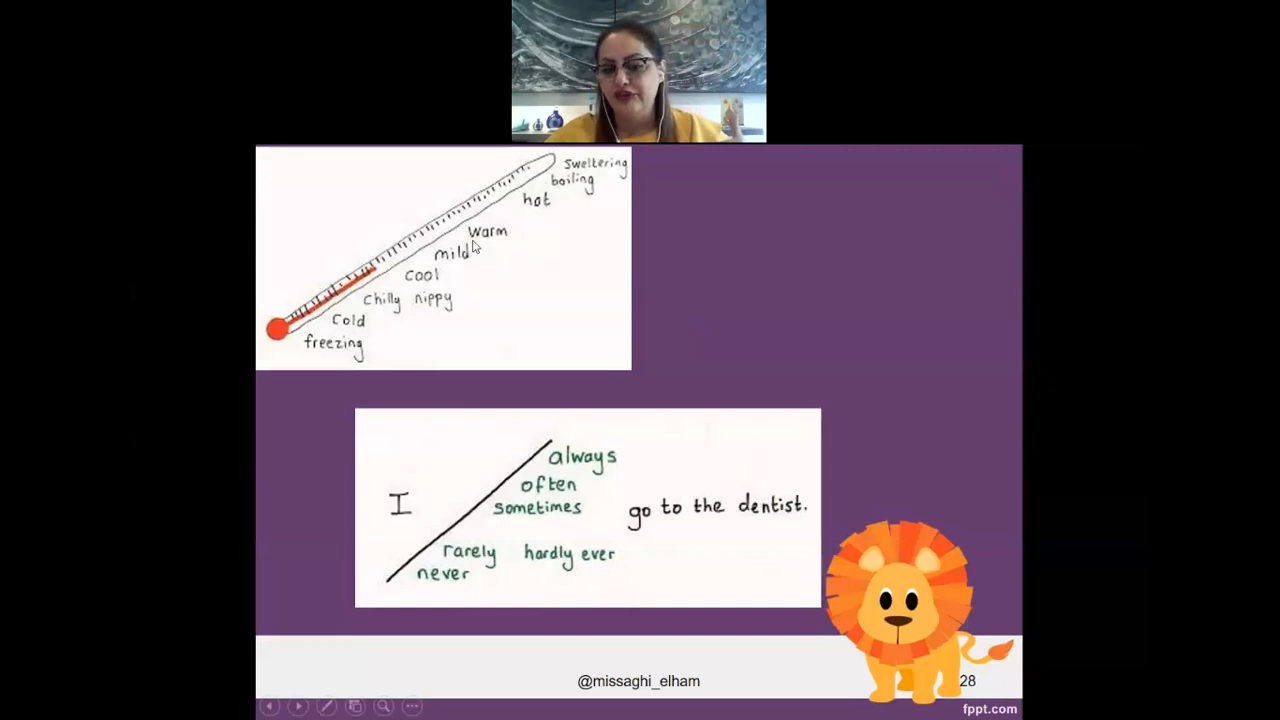 Sweltering
boiling
hot
Warm
mild
Cool
Chilly nippy
Cold
freezing
always
often
I sometimes go to the dentist.
rarely hardly ever
never
@missaghi_elham
28
fppt.com